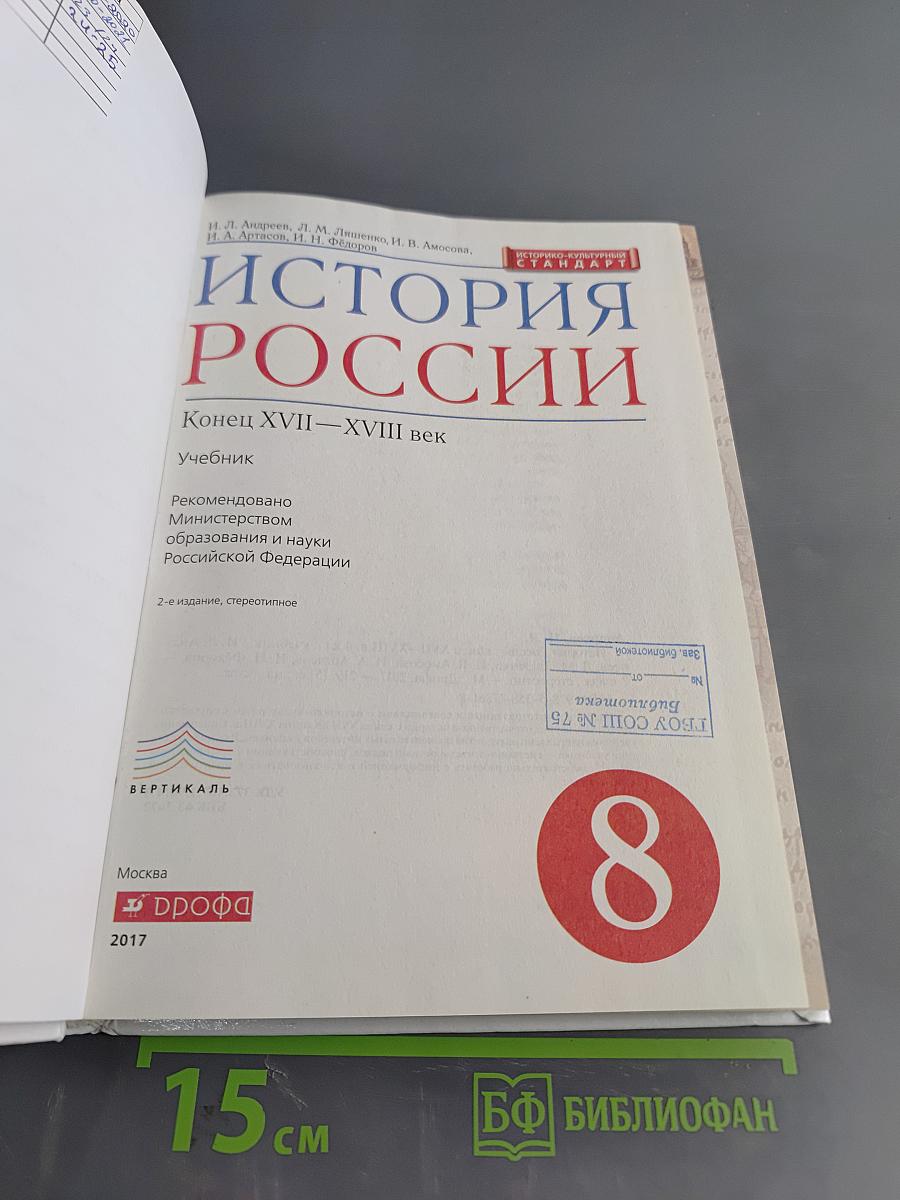 И. Л. Андреев, Л. М. Ляшенко, И. В. Амосова,
И. А. Артасов, И. Н. Фёдоров
ИСТОРИКО-КУЛЬТУРНЫЙ
СТАНДАРТ
ИСТОРИЯ
РОССИИ
Конец XVII—XVIII век
Учебник
Рекомендовано
Министерством
образования и науки
Российской Федерации
2-е издание, стереотипное
ГБОУ СОШ № 75
Библиотека
№ от
Зав. библиотекой
ВЕРТИКАЛЬ
8
Москва
дрофа
2017
15 см
БФ БИБЛИОФАН